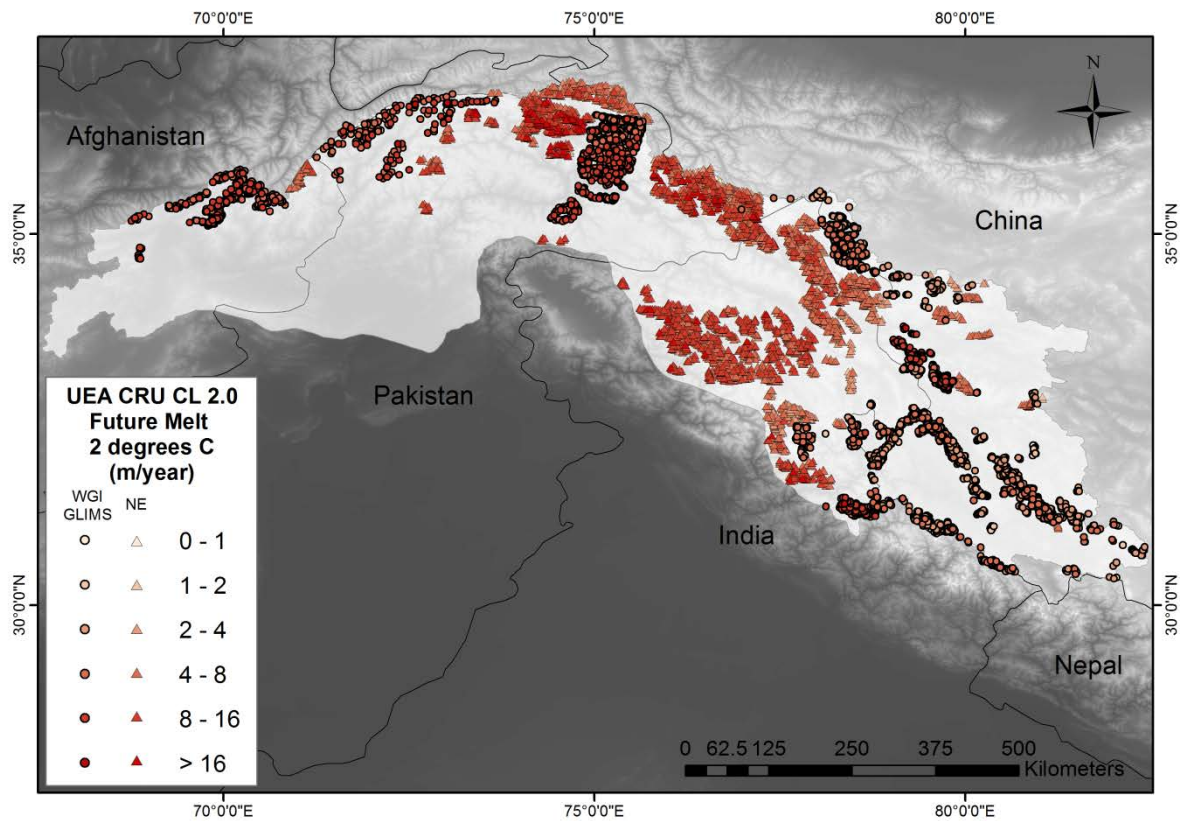 70°0'0"E 75°0'0"E 80°0'0"E
N
Afghanistan
China
35°0'0"N 35°0'0"N
Pakistan
India
Nepal
30°0'0"N 30°0'0"N
UEA CRU CL 2.0
Future Melt
2 degrees C
(m/year)
WGI
GLIMS NE
0 - 1
1 - 2
2 - 4
4 - 8
8 - 16
> 16
0 62.5 125 250 375 500
Kilometers
70°0'0"E 75°0'0"E 80°0'0"E